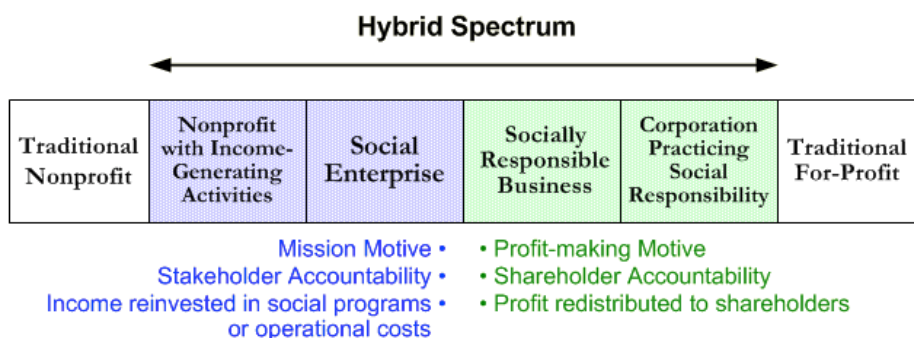 Hybrid Spectrum
Traditional
Nonprofit
Nonprofit
with Income-
Generating
Activities
Social
Enterprise
Socially
Responsible
Business
Corporation
Practicing
Social
Responsibility
Traditional
For-Profit
Mission Motive •
Stakeholder Accountability •
Income reinvested in social programs •
or operational costs
• Profit-making Motive
• Shareholder Accountability
• Profit redistributed to shareholders